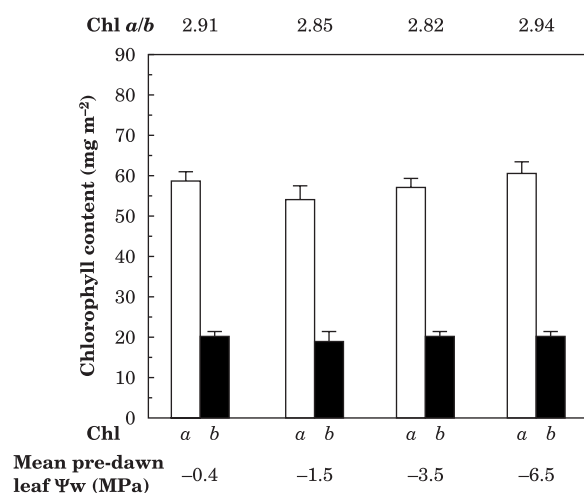 Chl a/b 2.91 2.85 2.82 2.94
90
80
70
60
50
40
30
20
10
0
Chlorophyll content (mg m⁻²)
Chl a b a b a b a b
Mean pre-dawn
leaf Ψw (MPa) –0.4 –1.5 –3.5 –6.5